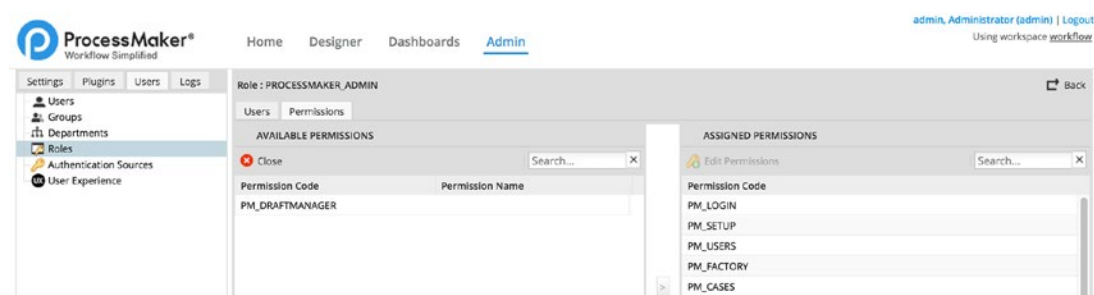 admin, Administrator (admin) | Logout
Using workspace workflow
ProcessMaker®
Workflow Simplified
Home Designer Dashboards Admin
Settings Plugins Users Logs
Users
Groups
Departments
Roles
Authentication Sources
UX User Experience
Role : PROCESSMAKER_ADMIN
Back
Users Permissions
AVAILABLE PERMISSIONS
Close Search... ×
Permission Code Permission Name
PM_DRAFTMANAGER
>
ASSIGNED PERMISSIONS
Edit Permissions Search... ×
Permission Code
PM_LOGIN
PM_SETUP
PM_USERS
PM_FACTORY
PM_CASES